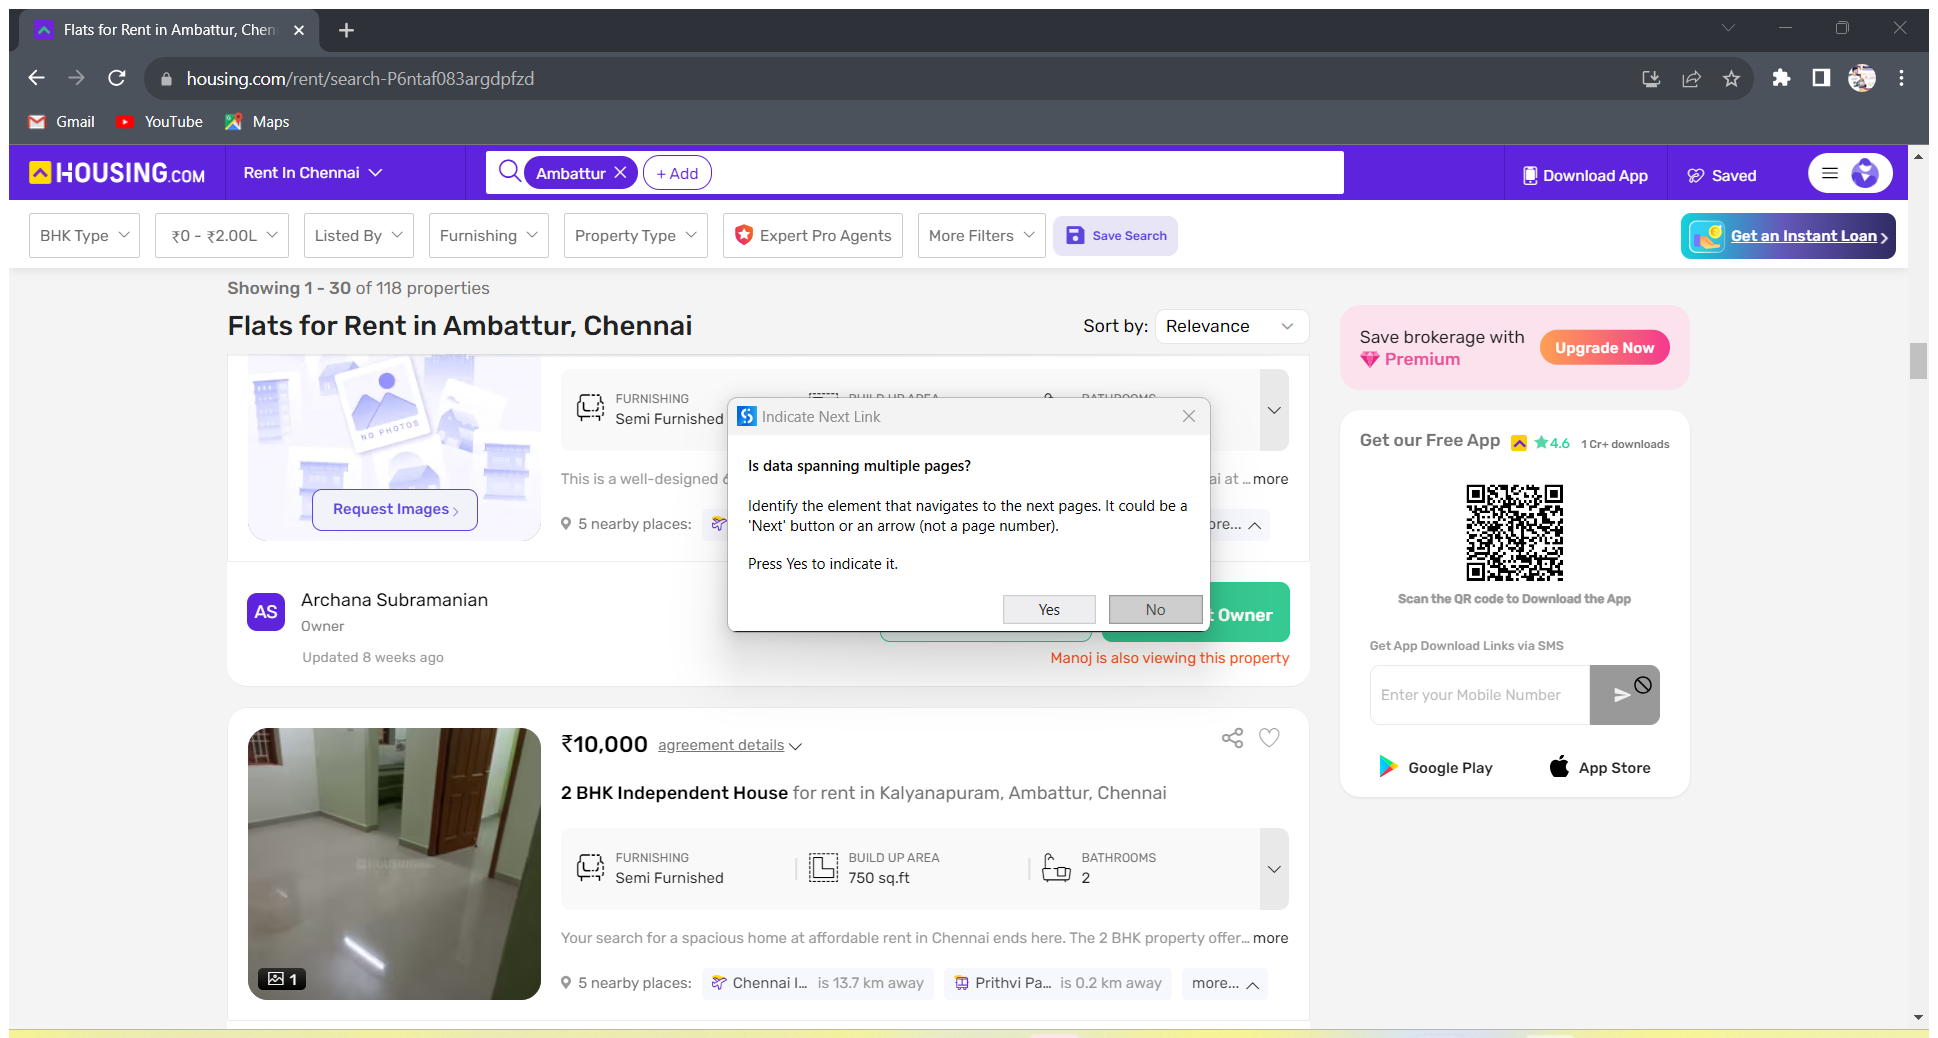 Flats for Rent in Ambattur, Chen
housing.com/rent/search-P6ntaf083argdpfzd
Gmail YouTube Maps
HOUSING.COM Rent In Chennai Ambattur + Add Download App Saved
BHK Type ₹0 - ₹2.00L Listed By Furnishing Property Type Expert Pro Agents More Filters Save Search Get an Instant Loan
Showing 1 - 30 of 118 properties
Flats for Rent in Ambattur, Chennai
Sort by: Relevance
Save brokerage with
Premium
Upgrade Now
NO PHOTOS
Request Images
FURNISHING
Semi Furnished
BUILD UP AREA
BATHROOMS
This is a well-designed
ai at ... more
5 nearby places:
ore...
Indicate Next Link
Is data spanning multiple pages?
Identify the element that navigates to the next pages. It could be a
'Next' button or an arrow (not a page number).
Press Yes to indicate it.
Yes No
AS
Archana Subramanian
Owner
Updated 8 weeks ago
t Owner
Manoj is also viewing this property
Get our Free App 4.6 1 Cr+ downloads
Scan the QR code to Download the App
Get App Download Links via SMS
Enter your Mobile Number
Google Play App Store
₹10,000 agreement details
2 BHK Independent House for rent in Kalyanapuram, Ambattur, Chennai
FURNISHING
Semi Furnished
BUILD UP AREA
750 sq.ft
BATHROOMS
2
Your search for a spacious home at affordable rent in Chennai ends here. The 2 BHK property offer... more
1
5 nearby places: Chennai I... is 13.7 km away Prithvi Pa... is 0.2 km away more...